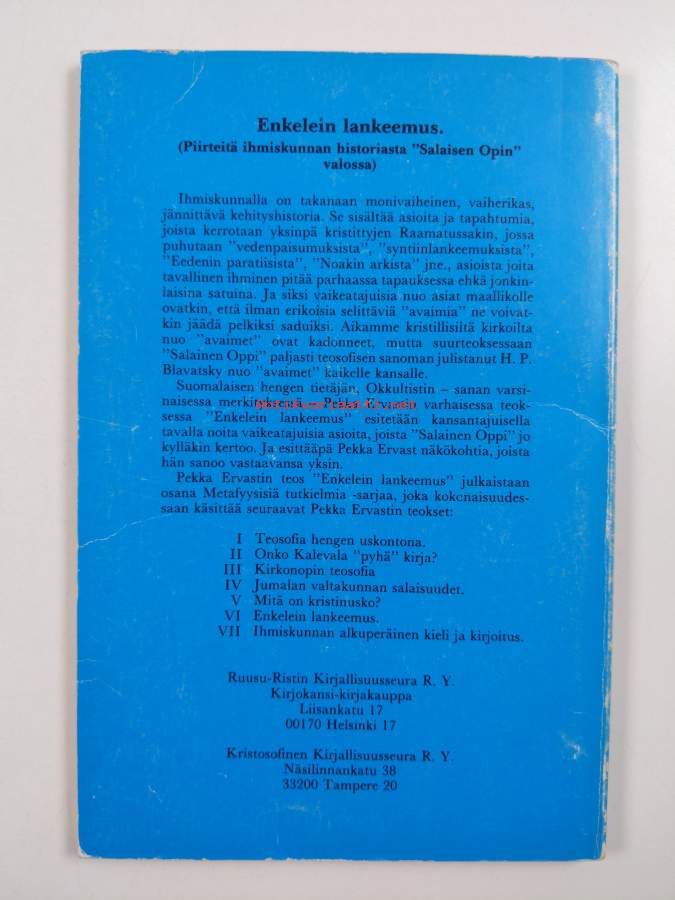 Enkelein lankeemus.
(Piirteitä ihmiskunnan historiasta "Salaisen Opin"
valossa)
Ihmiskunnalla on takanaan monivaiheinen, vaiherikas,
jännittävä kehityshistoria. Se sisältää asioita ja tapahtumia,
joista kerrotaan yksinpä kristittyjen Raamatussakin, jossa
puhutaan "vedenpaisumuksista", "syntiinlankeemuksista",
"Eedenin paratiisista", "Noakin arkista" jne., asioista joita
tavallinen ihminen pitää parhaassa tapauksessa ehkä jonkin-
laisina satuina. Ja siksi vaikeatajuisia nuo asiat maallikolle
ovatkin, että ilman erikoisia selittäviä "avaimia" ne voivat-
kin jäädä pelkiksi saduiksi. Aikamme kristillisiltä kirkoilta
nuo "avaimet" ovat kadonneet, mutta suurteoksessaan
"Salainen Oppi" paljasti teosofisen sanoman julistanut H. P.
Blavatsky nuo "avaimet" kaikelle kansalle.
Suomalaisen hengen tietäjän, Okkultistin – sanan varsi-
naisessa merkityksessä – Pekka Ervastin varhaisessa teok-
sessa "Enkelein lankeemus" esitetään kansantajuisella
tavalla noita vaikeatajuisia asioita, joista "Salainen Oppi" jo
kylläkin kertoo. Ja esittääpä Pekka Ervast näkökohtia, joista
hän sanoo vastaavansa yksin.
Pekka Ervastin teos "Enkelein lankeemus" julkaistaan
osana Metafyysisiä tutkielmia -sarjaa, joka kokonaisuudes-
saan käsittää seuraavat Pekka Ervastin teokset:
I Teosofia hengen uskontona.
II Onko Kalevala "pyhä" kirja?
III Kirkonopin teosofia
IV Jumalan valtakunnan salaisuudet.
V Mitä on kristinusko?
VI Enkelein lankeemus.
VII Ihmiskunnan alkuperäinen kieli ja kirjoitus.
Ruusu-Ristin Kirjallisuusseura R. Y.
Kirjokansi-kirjakauppa
Liisankatu 17
00170 Helsinki 17
Kristosofinen Kirjallisuusseura R. Y.
Näsilinnankatu 38
33200 Tampere 20